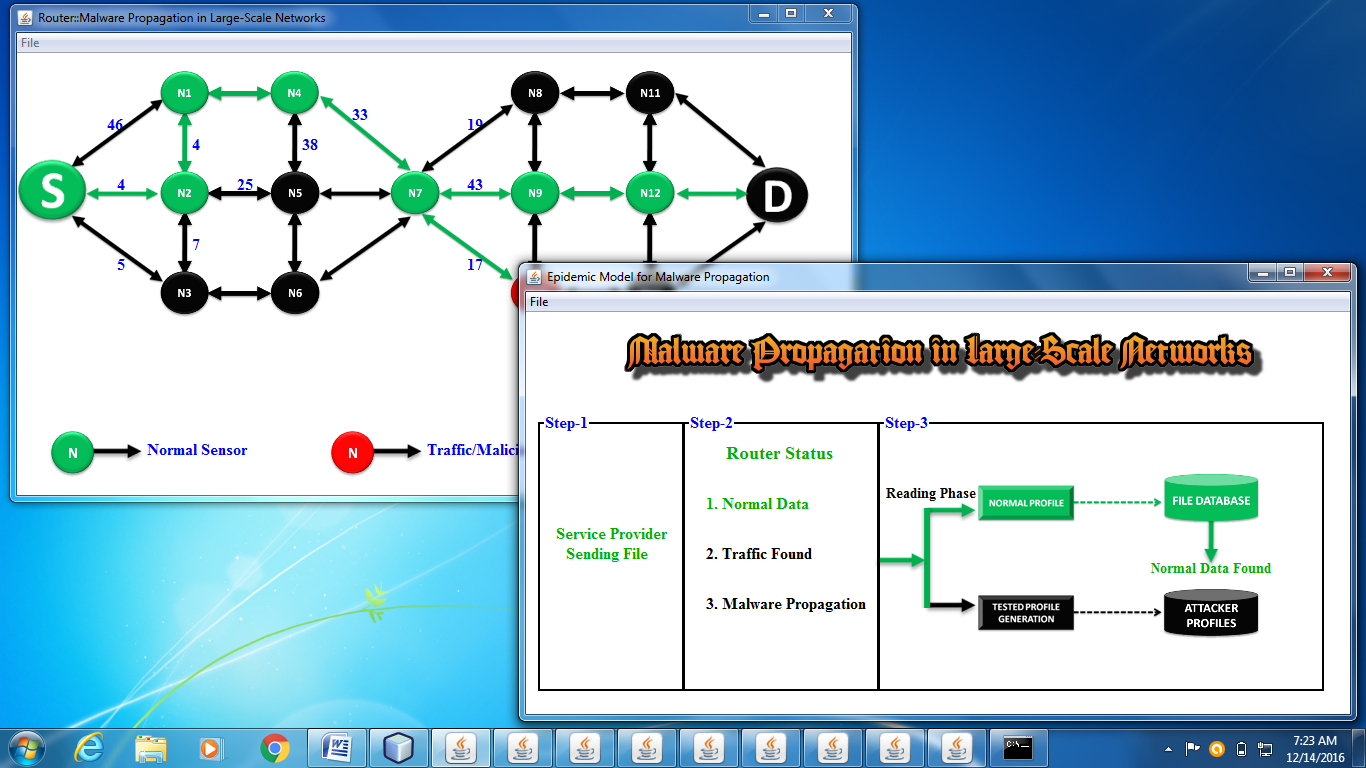 Router::Malware Propagation in Large-Scale Networks
File
N1
N4
N8
N11
46
33
19
4
38
S
4
N2
25
N5
N7
43
N9
N12
D
7
5
17
N3
N6
N
Normal Sensor
N
Traffic/Malici
Epidemic Model for Malware Propagation
File
Malware Propagation in Large-Scale Networks
Step-1
Service Provider
Sending File
Step-2
Router Status
1. Normal Data
2. Traffic Found
3. Malware Propagation
Step-3
Reading Phase
NORMAL PROFILE
FILE DATABASE
Normal Data Found
TESTED PROFILE
GENERATION
ATTACKER
PROFILES
C:\_
7:23 AM
12/14/2016